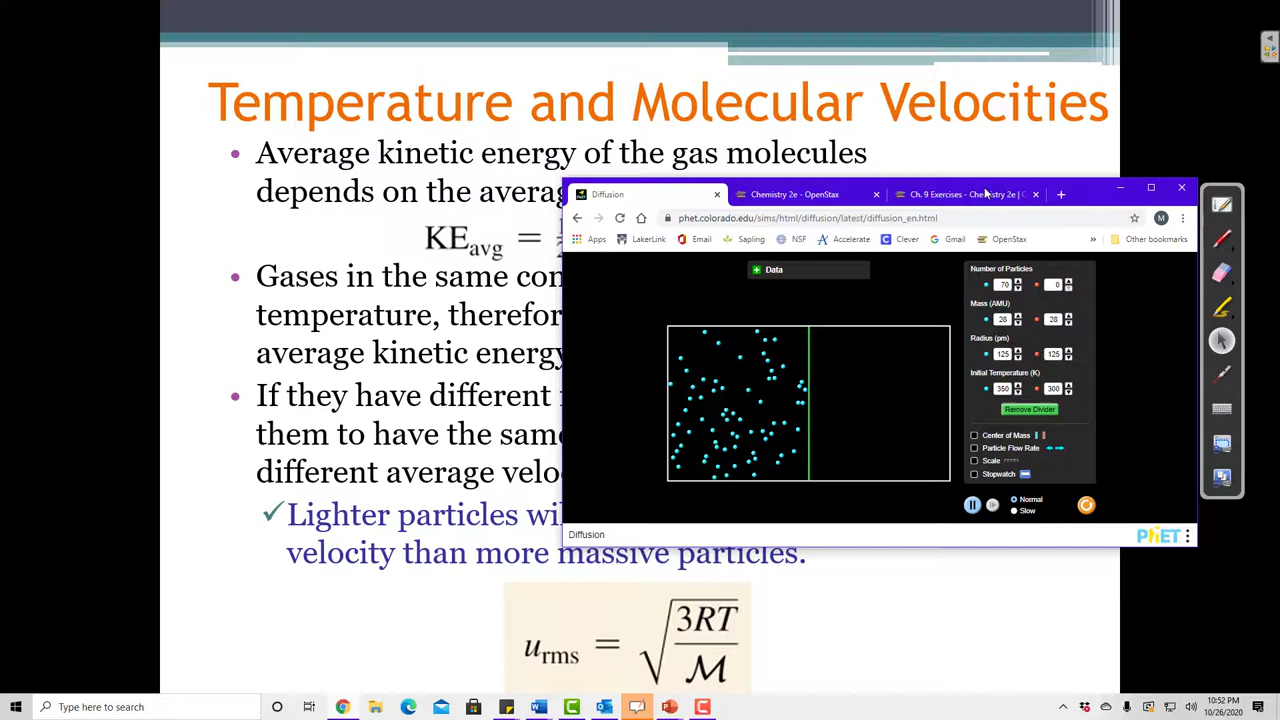 Temperature and Molecular Velocities
• Average kinetic energy of the gas molecules
depends on the averag
KEavg =
• Gases in the same con
temperature, therefor
average kinetic energy
• If they have different
them to have the same
different average velo
✓Lighter particles wil
velocity than more massive particles.
urms = √3RT/M
Diffusion
Chemistry 2e - OpenStax
Ch. 9 Exercises - Chemistry 2e |
phet.colorado.edu/sims/html/diffusion/latest/diffusion_en.html
M
Apps
LakerLink
Email
Sapling
NSF
Accelerate
Clever
Gmail
OpenStax
»
Other bookmarks
Data
Number of Particles
70 0
Mass (AMU)
28 28
Radius (pm)
125 125
Initial Temperature (K)
350 300
Remove Divider
Center of Mass
Particle Flow Rate
Scale
Stopwatch
Normal
Slow
Diffusion
PhET
Type here to search
10:52 PM
10/26/2020